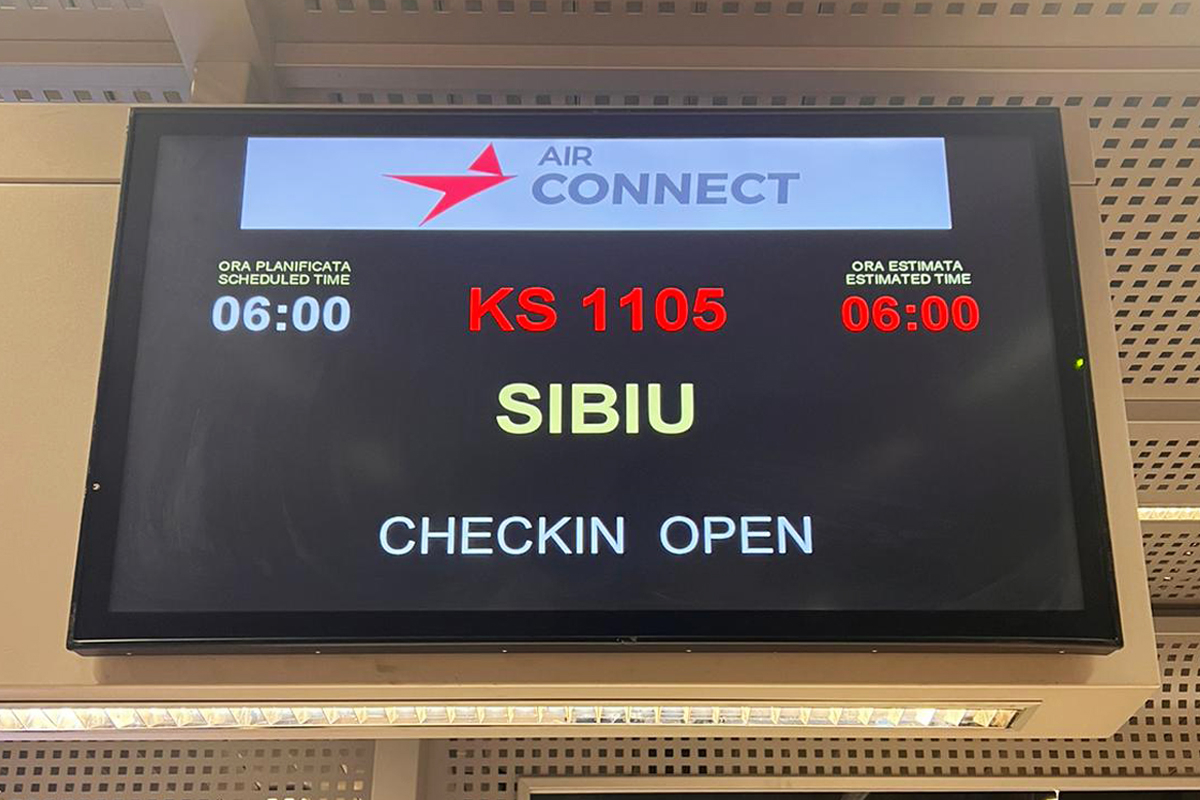 AIR
CONNECT
ORA PLANIFICATA
SCHEDULED TIME
06:00
KS 1105
ORA ESTIMATA
ESTIMATED TIME
06:00
SIBIU
CHECKIN OPEN